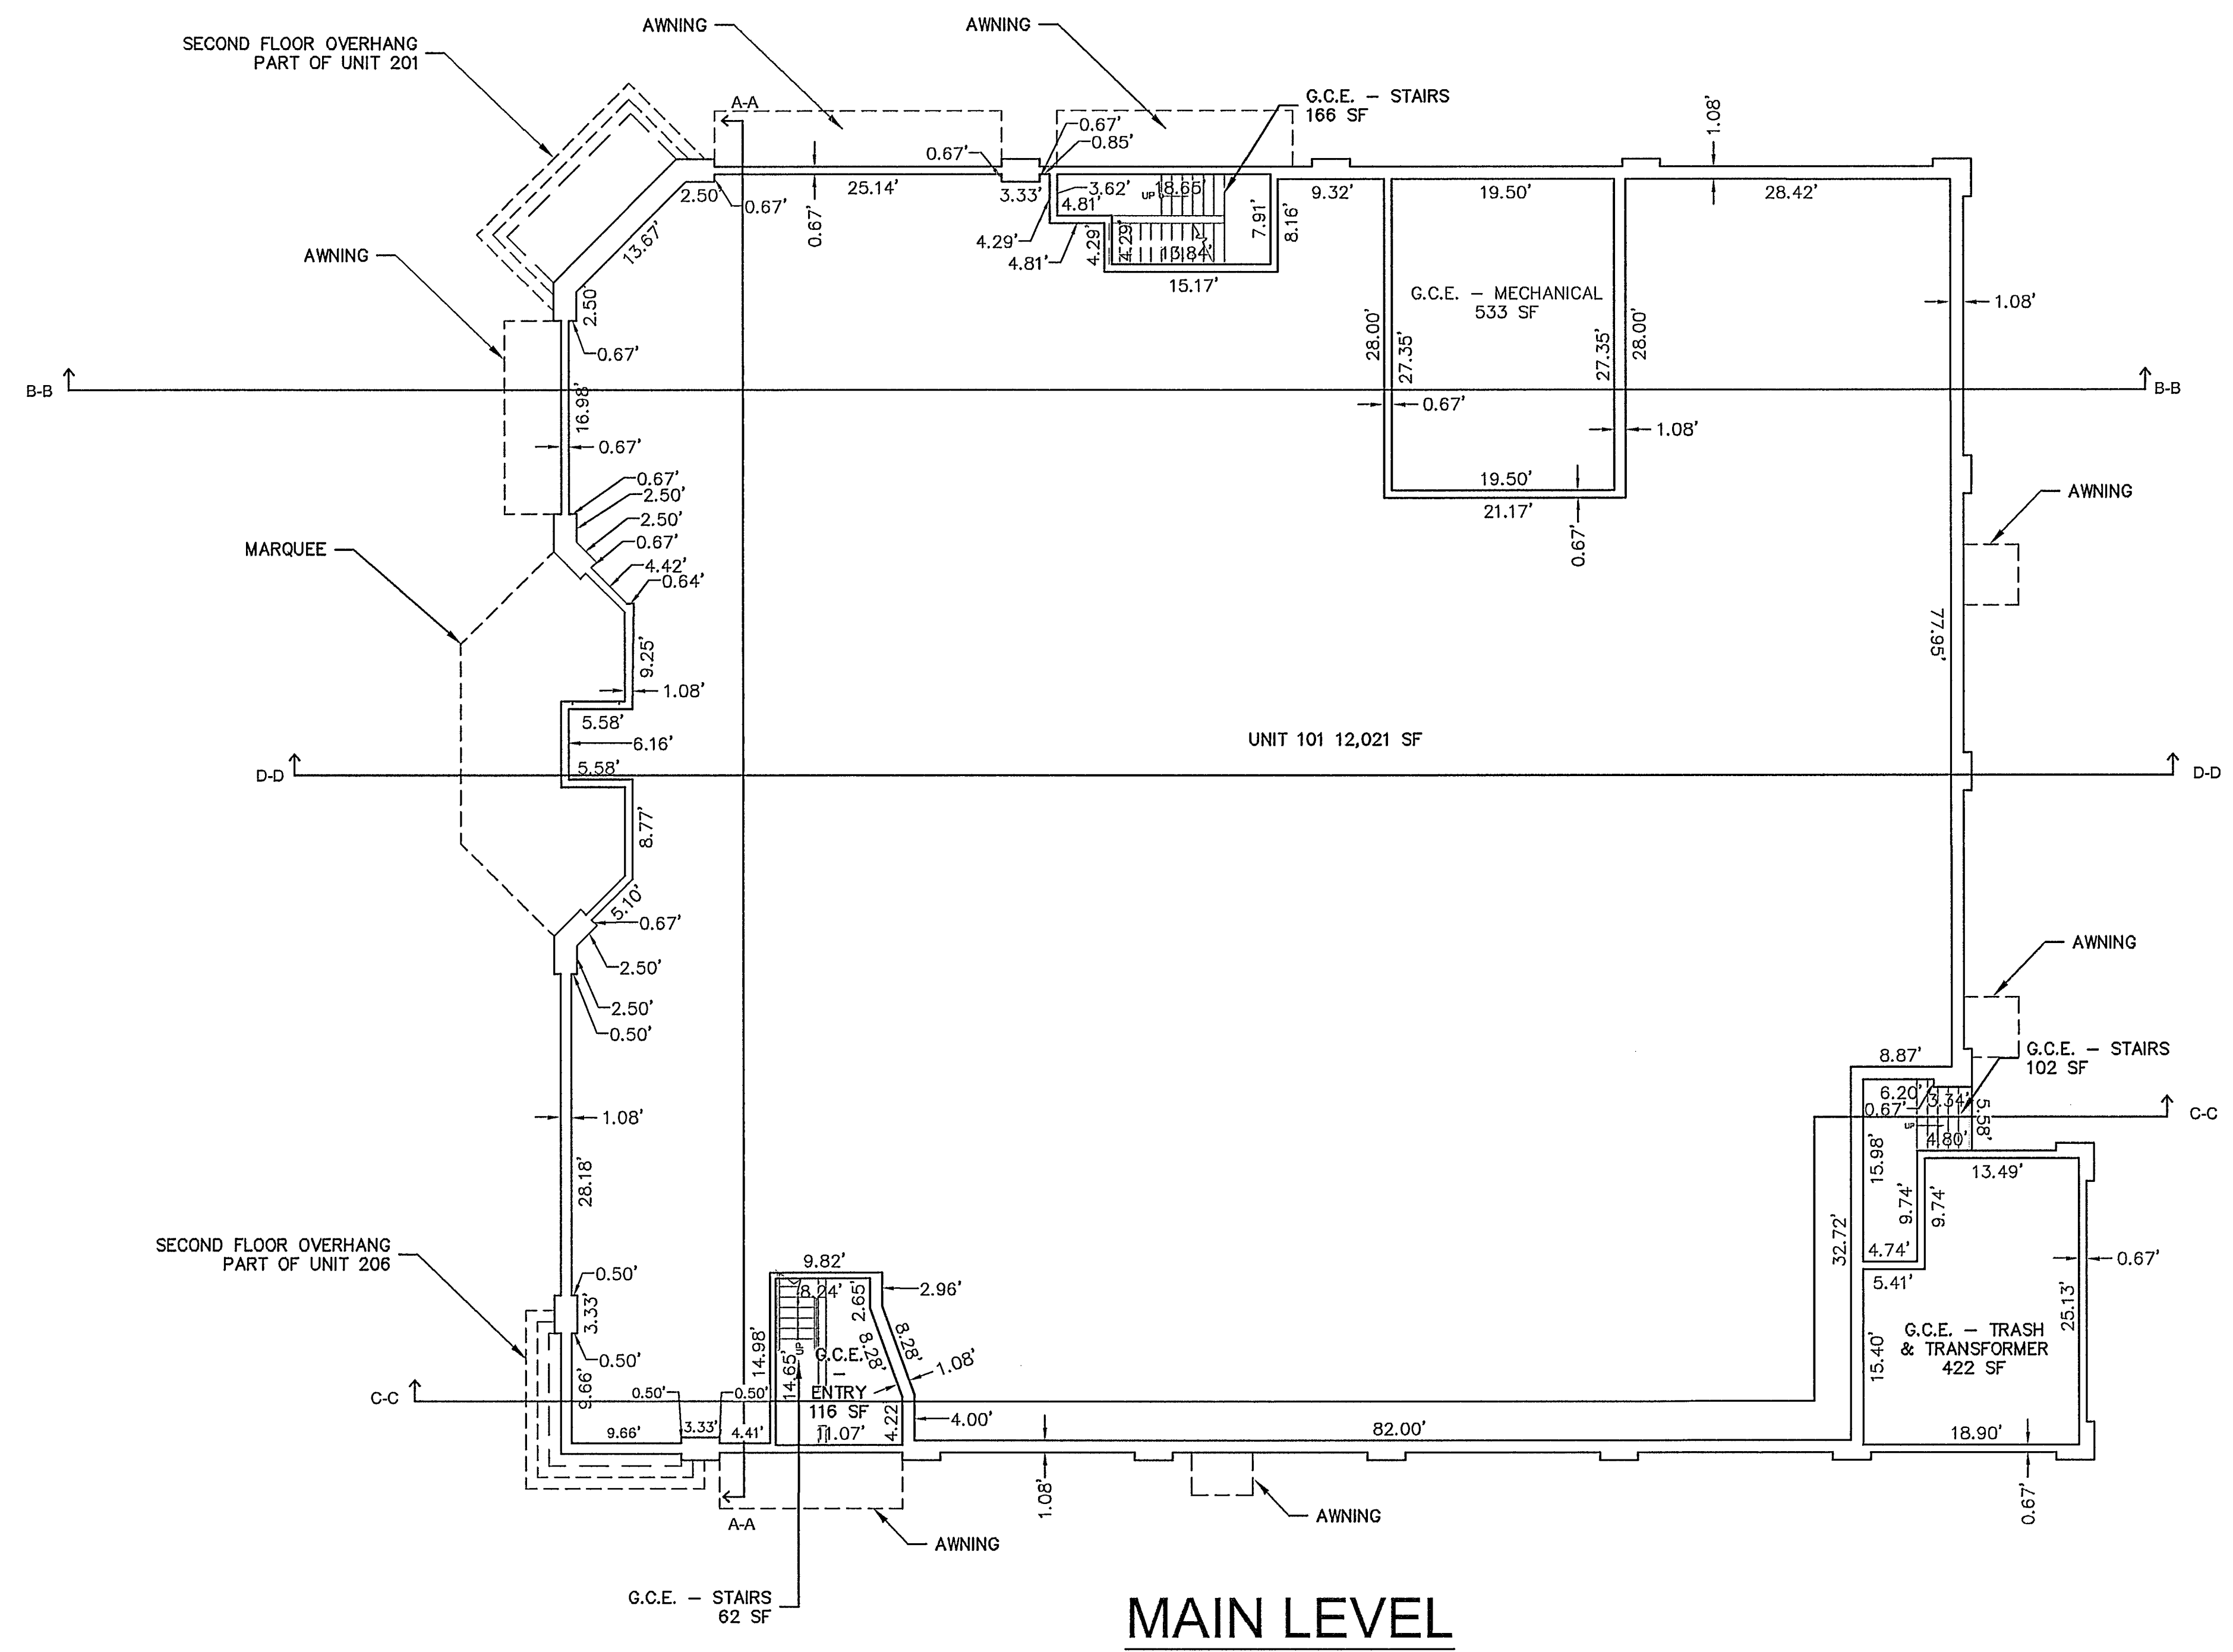 AWNING
AWNING
SECOND FLOOR OVERHANG
PART OF UNIT 201
A-A
G.C.E. – STAIRS
166 SF
1.08'
0.67'
0.85'
0.67'
2.50'
0.67'
25.14'
0.67'
3.33'
3.62'
18.65'
UP
4.81'
4.29'
4.81'
4.29'
4.29'
13.84'
7.91'
8.16'
15.17'
9.32'
19.50'
28.42'
13.67'
AWNING
2.50'
0.67'
G.C.E. – MECHANICAL
533 SF
1.08'
28.00'
27.35'
27.35'
28.00'
B-B
B-B
16.98'
0.67'
0.67'
1.08'
0.67'
2.50'
2.50'
0.67'
4.42'
0.64'
19.50'
21.17'
0.67'
AWNING
MARQUEE
9.25'
1.08'
77.95'
5.58'
6.16'
5.58'
UNIT 101 12,021 SF
D-D
D-D
8.77'
5.10'
0.67'
2.50'
2.50'
0.50'
AWNING
8.87'
G.C.E. – STAIRS
102 SF
6.20'
0.67'
3.34'
5.58'
UP
4.80'
C-C
1.08'
28.18'
15.98'
13.49'
9.74'
9.74'
32.72'
4.74'
5.41'
0.67'
25.13'
SECOND FLOOR OVERHANG
PART OF UNIT 206
0.50'
3.33'
0.50'
9.66'
9.82'
8.24'
2.65'
2.96'
14.98'
14.65'
UP
8.28'
8.28'
1.08'
G.C.E.
–
ENTRY
116 SF
4.22'
4.00'
11.07'
G.C.E. – TRASH
& TRANSFORMER
422 SF
15.40'
18.90'
0.67'
C-C
0.50'
0.50'
9.66'
3.33'
4.41'
82.00'
1.08'
A-A
AWNING
AWNING
G.C.E. – STAIRS
62 SF
MAIN LEVEL